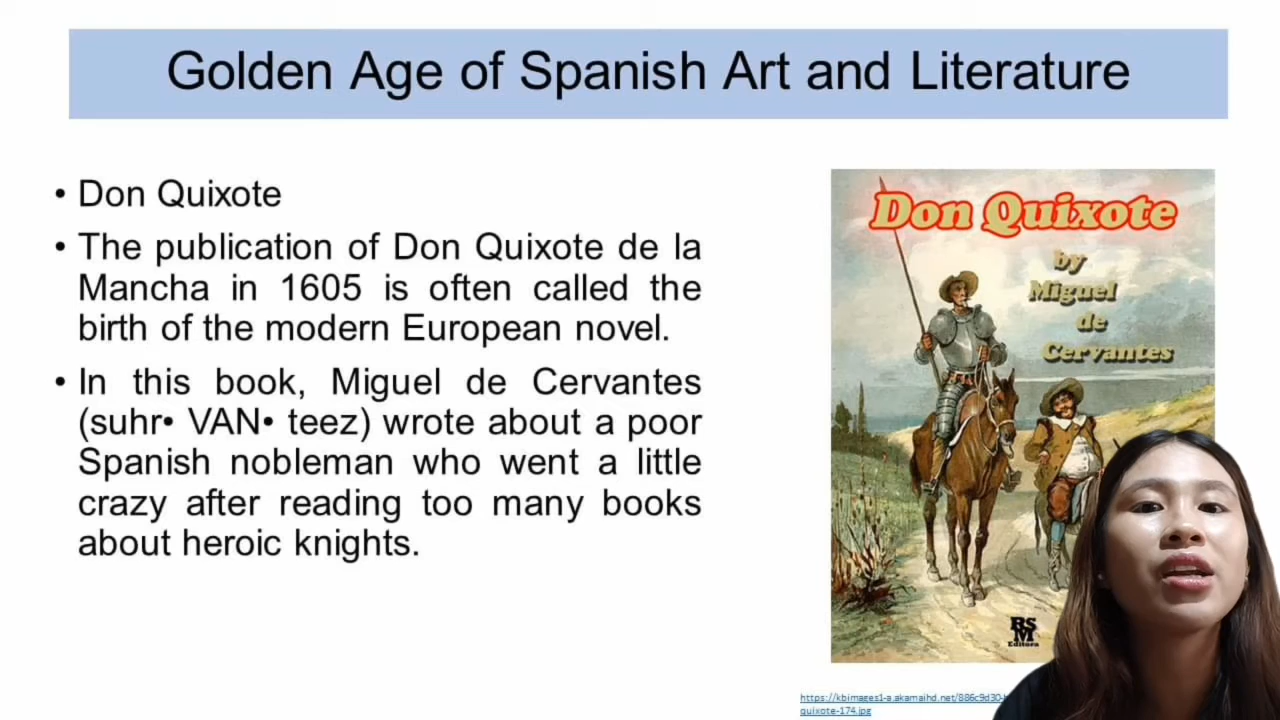 Golden Age of Spanish Art and Literature
• Don Quixote
• The publication of Don Quixote de la
Mancha in 1605 is often called the
birth of the modern European novel.
• In this book, Miguel de Cervantes
(suhr• VAN• teez) wrote about a poor
Spanish nobleman who went a little
crazy after reading too many books
about heroic knights.
Don Quixote
by
Miguel
de
Cervantes
RSM
Editora
https://kbimages1-a.akamaihd.net/886c9d30-
quixote-174.jpg